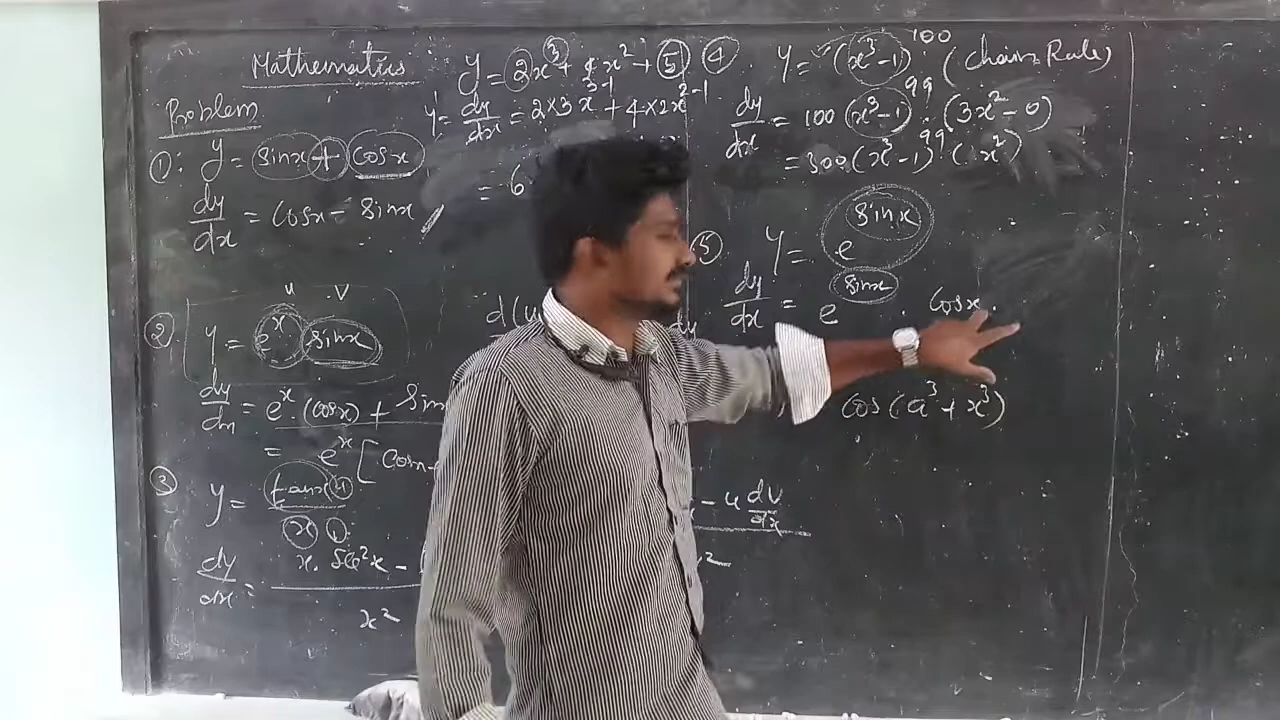 Mathematics
Problem
①: y = sinx + cosx
dy/dx = cosx - sinx
u v
②. y = e^x sinx
dy/dx = e^x. (cosx) + sin
= e^x [cosx
③ y = tanx
x
dy/dx = x. sec²x -
x²
y = 2x³ + 4x² + 5
y' = dy/dx = 2×3x^3-1 + 4×2x^2-1
= 6
d(u
dy
- u dv/dx
④. y = (x³-1)^100 (chain Rule)
dy/dx = 100 (x³-1)^99 . (3x² - 0)
= 300 (x³-1)^99 . (x²)
⑤ y = e^sinx
dy/dx = e^sinx . cosx.
cos(a³ + x³)